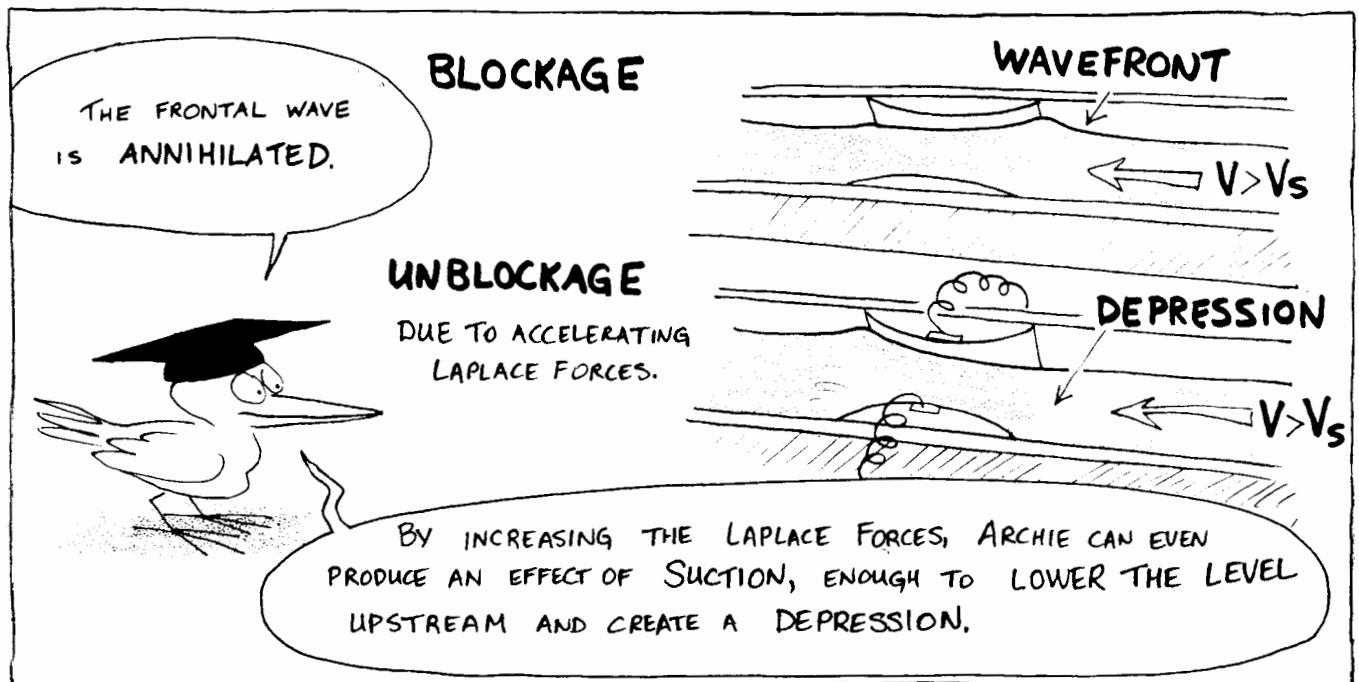 THE FRONTAL WAVE
IS ANNIHILATED.
BLOCKAGE
WAVEFRONT
V>Vs
UNBLOCKAGE
DUE TO ACCELERATING
LAPLACE FORCES.
DEPRESSION
V>Vs
BY INCREASING THE LAPLACE FORCES, ARCHIE CAN EVEN
PRODUCE AN EFFECT OF SUCTION, ENOUGH TO LOWER THE LEVEL
UPSTREAM AND CREATE A DEPRESSION.